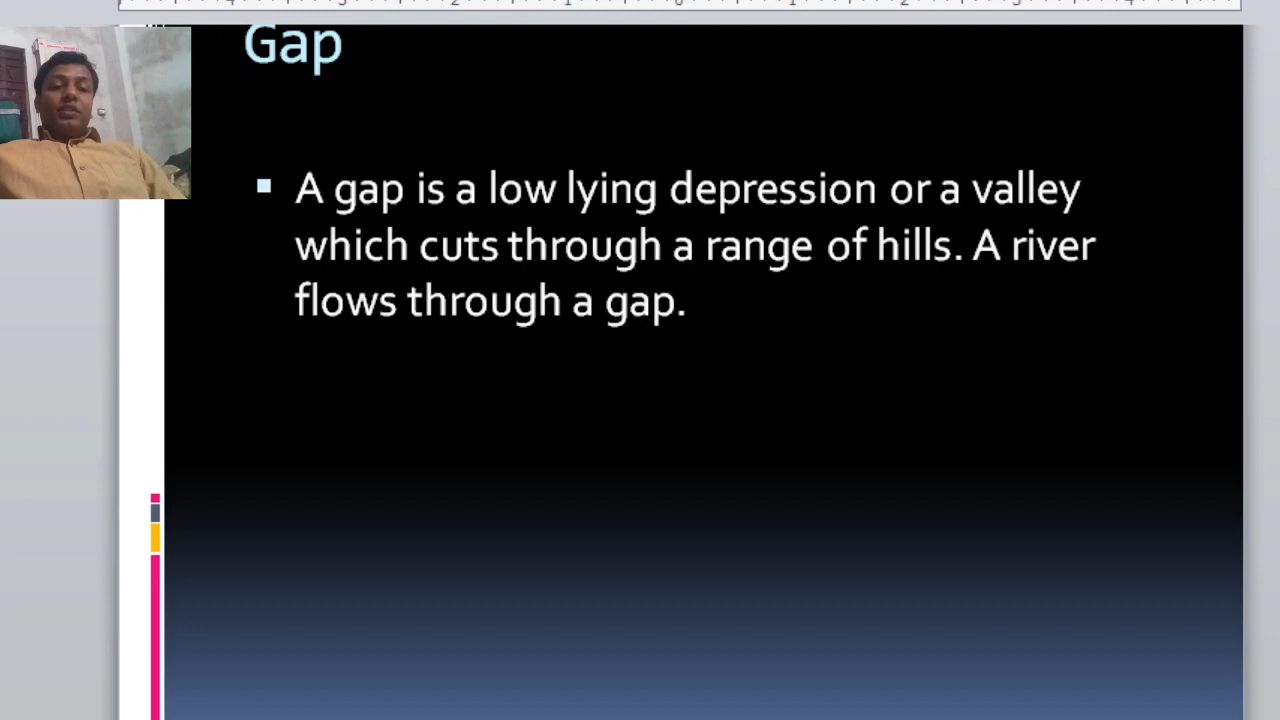 Gap
A gap is a low lying depression or a valley
which cuts through a range of hills. A river
flows through a gap.